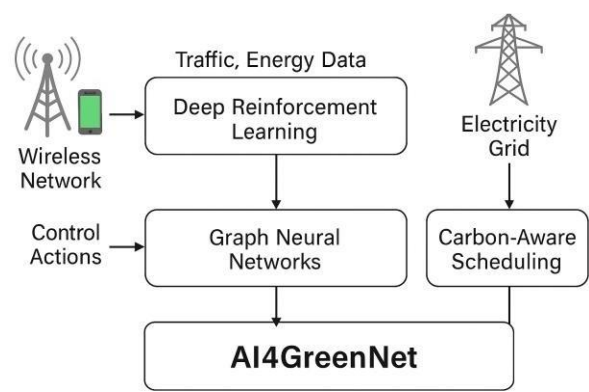 Traffic, Energy Data
Deep Reinforcement
Learning
Wireless
Network
Electricity
Grid
Control
Actions
Graph Neural
Networks
Carbon-Aware
Scheduling
AI4GreenNet